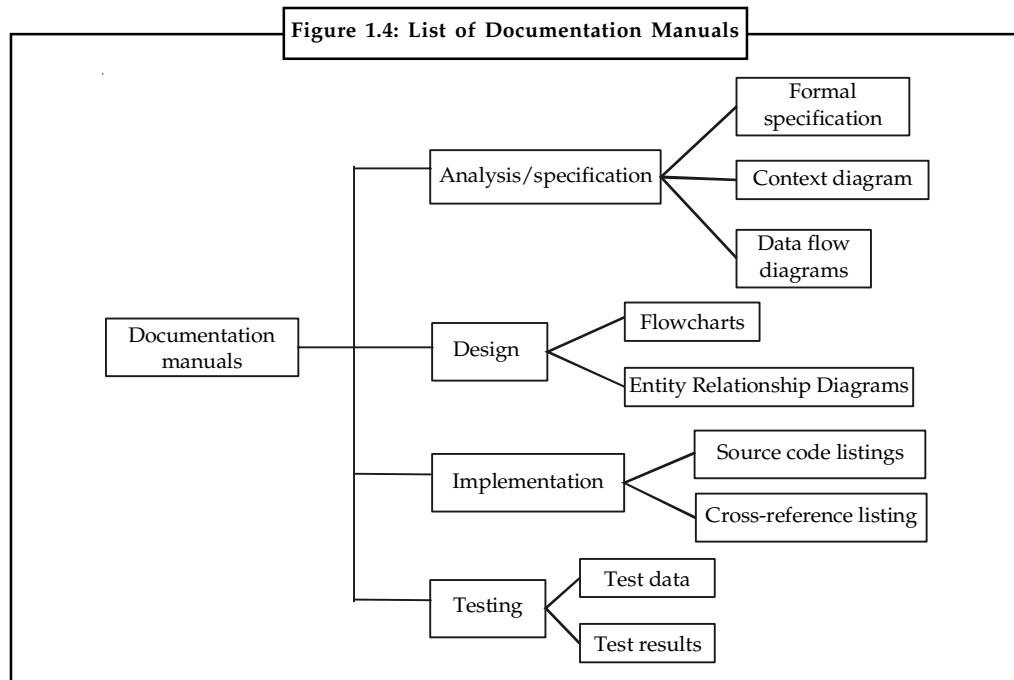 Figure 1.4: List of Documentation Manuals
Formal
specification
Analysis/specification
Context diagram
Data flow
diagrams
Documentation
manuals
Design
Flowcharts
Entity Relationship Diagrams
Implementation
Source code listings
Cross-reference listing
Testing
Test data
Test results